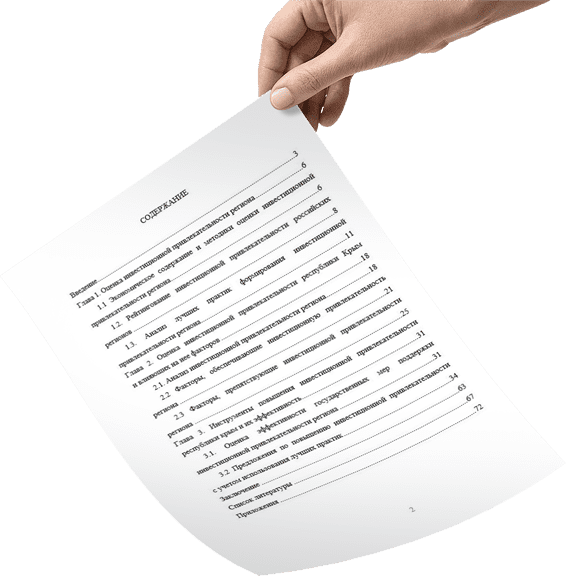 СОДЕРЖАНИЕ
Введение 3
Глава 1. Оценка инвестиционной привлекательности региона 6
1.1 Экономическое содержание и методики оценки инвестиционной
привлекательности региона 6
1.2. Рейтингование инвестиционной привлекательности российских
регионов 8
1.3. Анализ лучших практик формирования инвестиционной
привлекательности региона 11
Глава 2. Оценка инвестиционной привлекательности республики Крым
и влияющих на нее факторов 18
2.1. Анализ инвестиционной привлекательности региона 18
2.2 Факторы, обеспечивающие инвестиционную привлекательность
региона 21
2.3 Факторы, препятствующие инвестиционной привлекательности
региона 25
Глава 3. Инструменты повышения инвестиционной привлекательности
республики крым и их эффективность 31
3.1. Оценка эффективности государственных мер поддержки
инвестиционной привлекательности региона 31
3.2 Предложения по повышению инвестиционной привлекательности
с учетом использования лучших практик 34
Заключение 63
Список литературы 67
Приложения 72
2